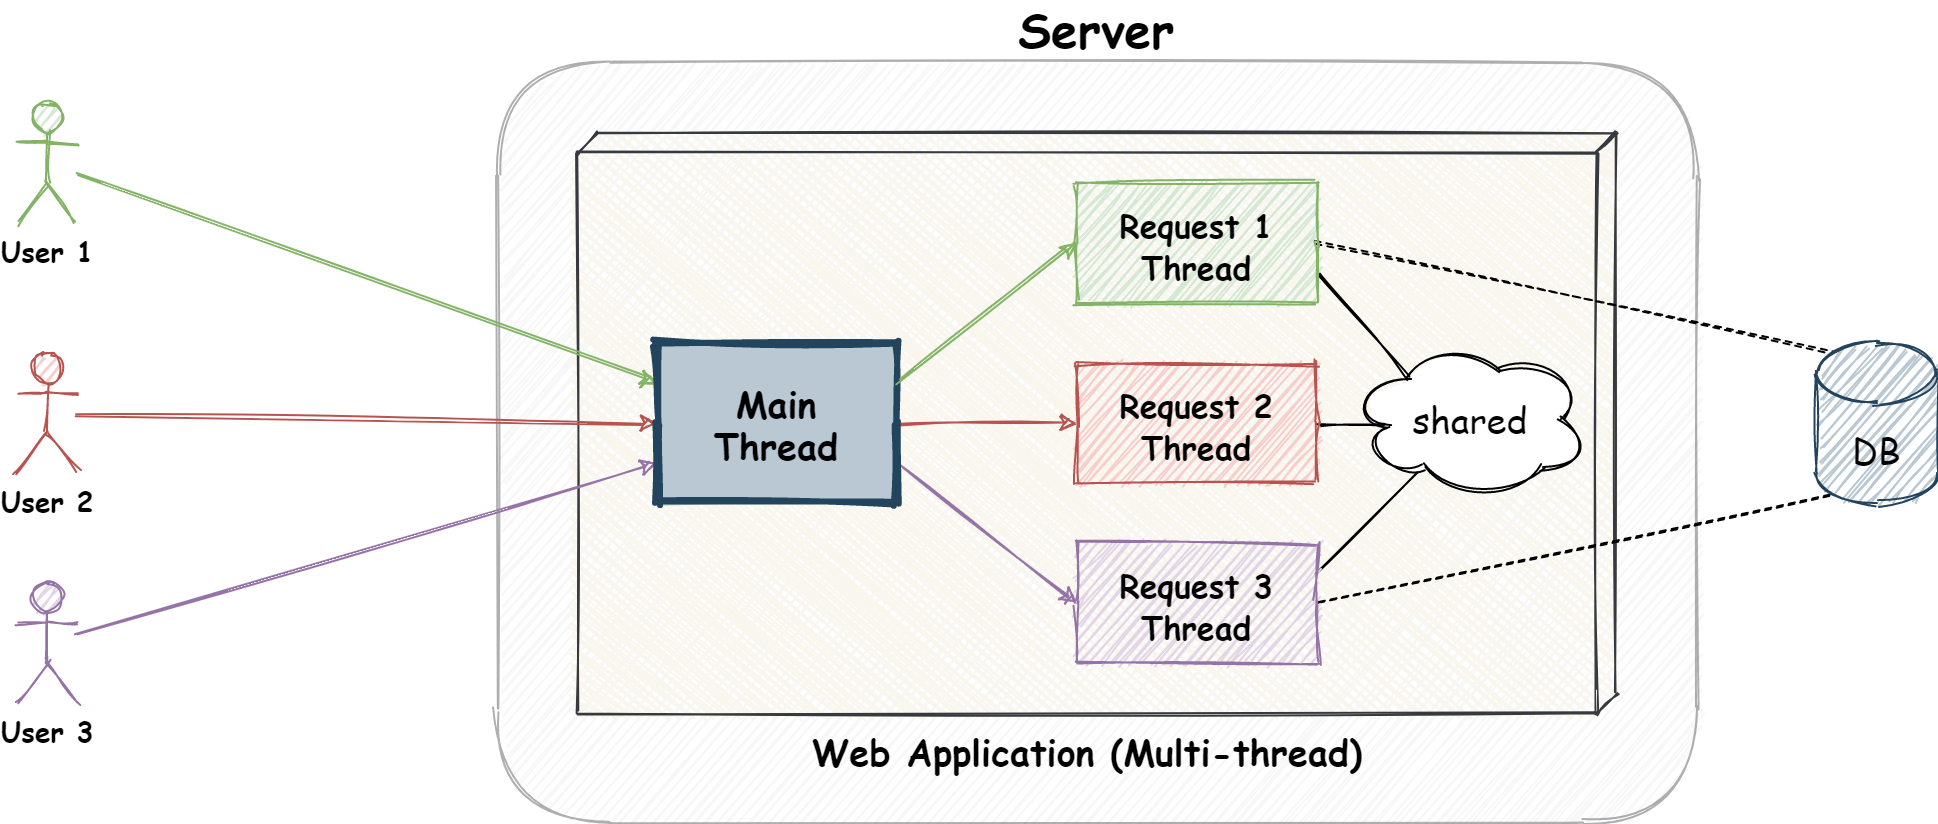 Server
User 1
User 2
User 3
Main
Thread
Request 1
Thread
Request 2
Thread
Request 3
Thread
shared
DB
Web Application (Multi-thread)